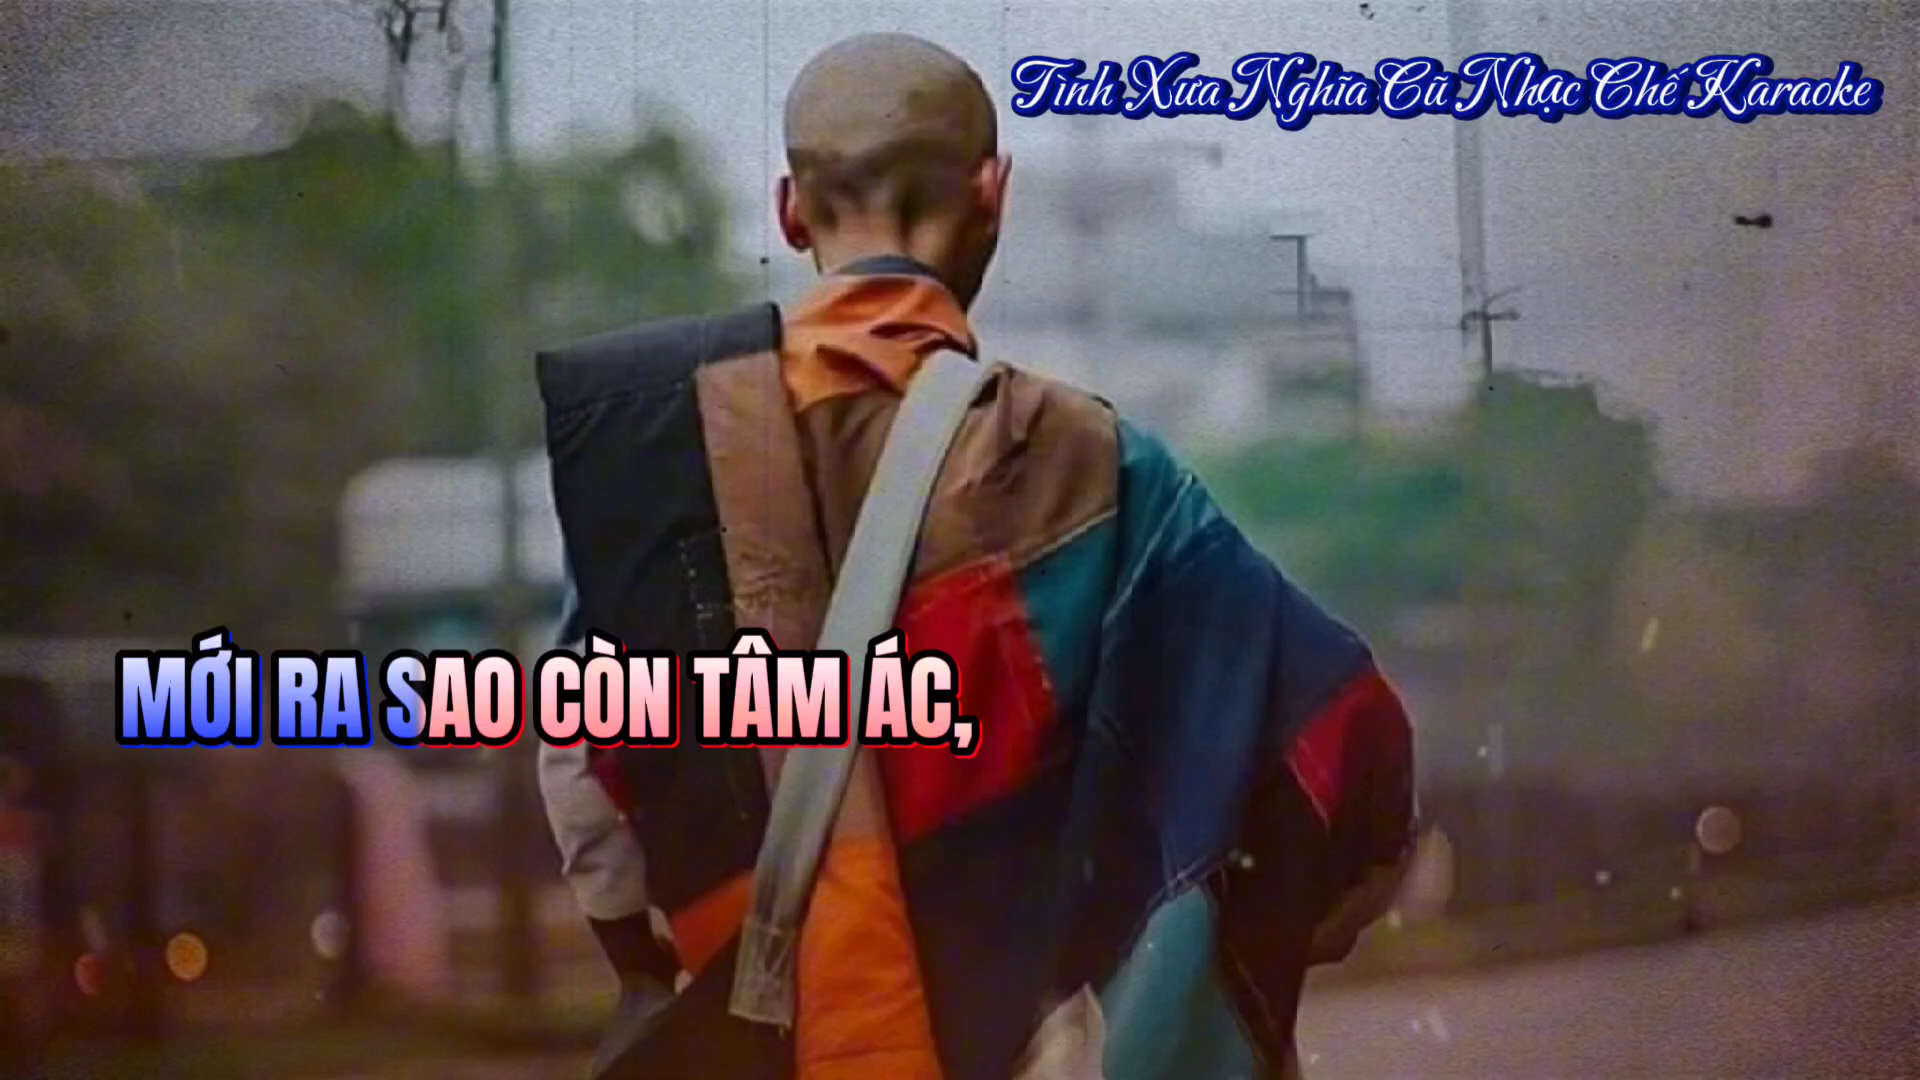 Tình Xưa Nghĩa Cũ Nhạc Chế Karaoke
MỚI RA SAO CÒN TÂM ÁC,